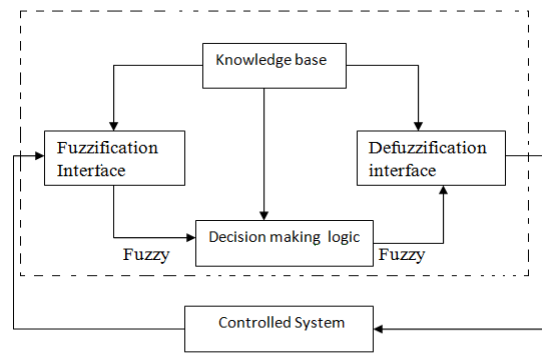 Knowledge base
Fuzzification
Interface
Defuzzification
interface
Decision making logic
Fuzzy
Fuzzy
Controlled System